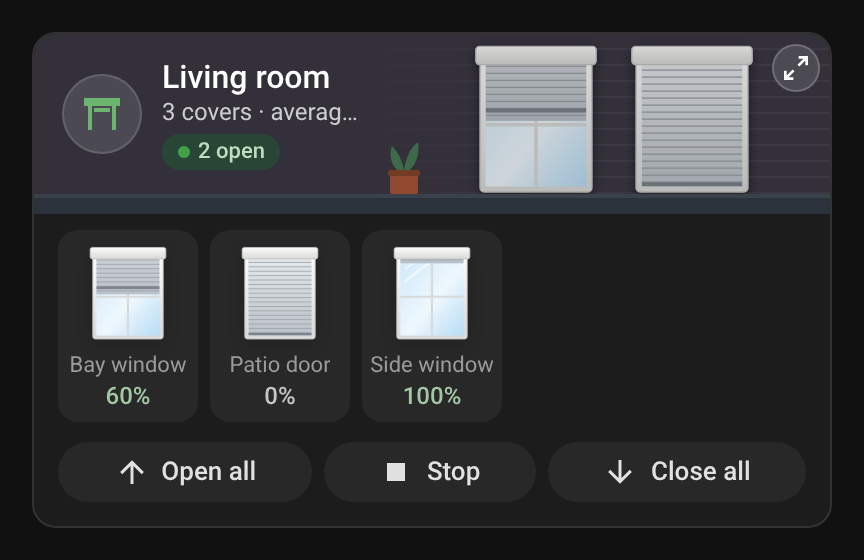 Living room
3 covers · averag…
2 open
Bay window
60%
Patio door
0%
Side window
100%
Open all
Stop
Close all